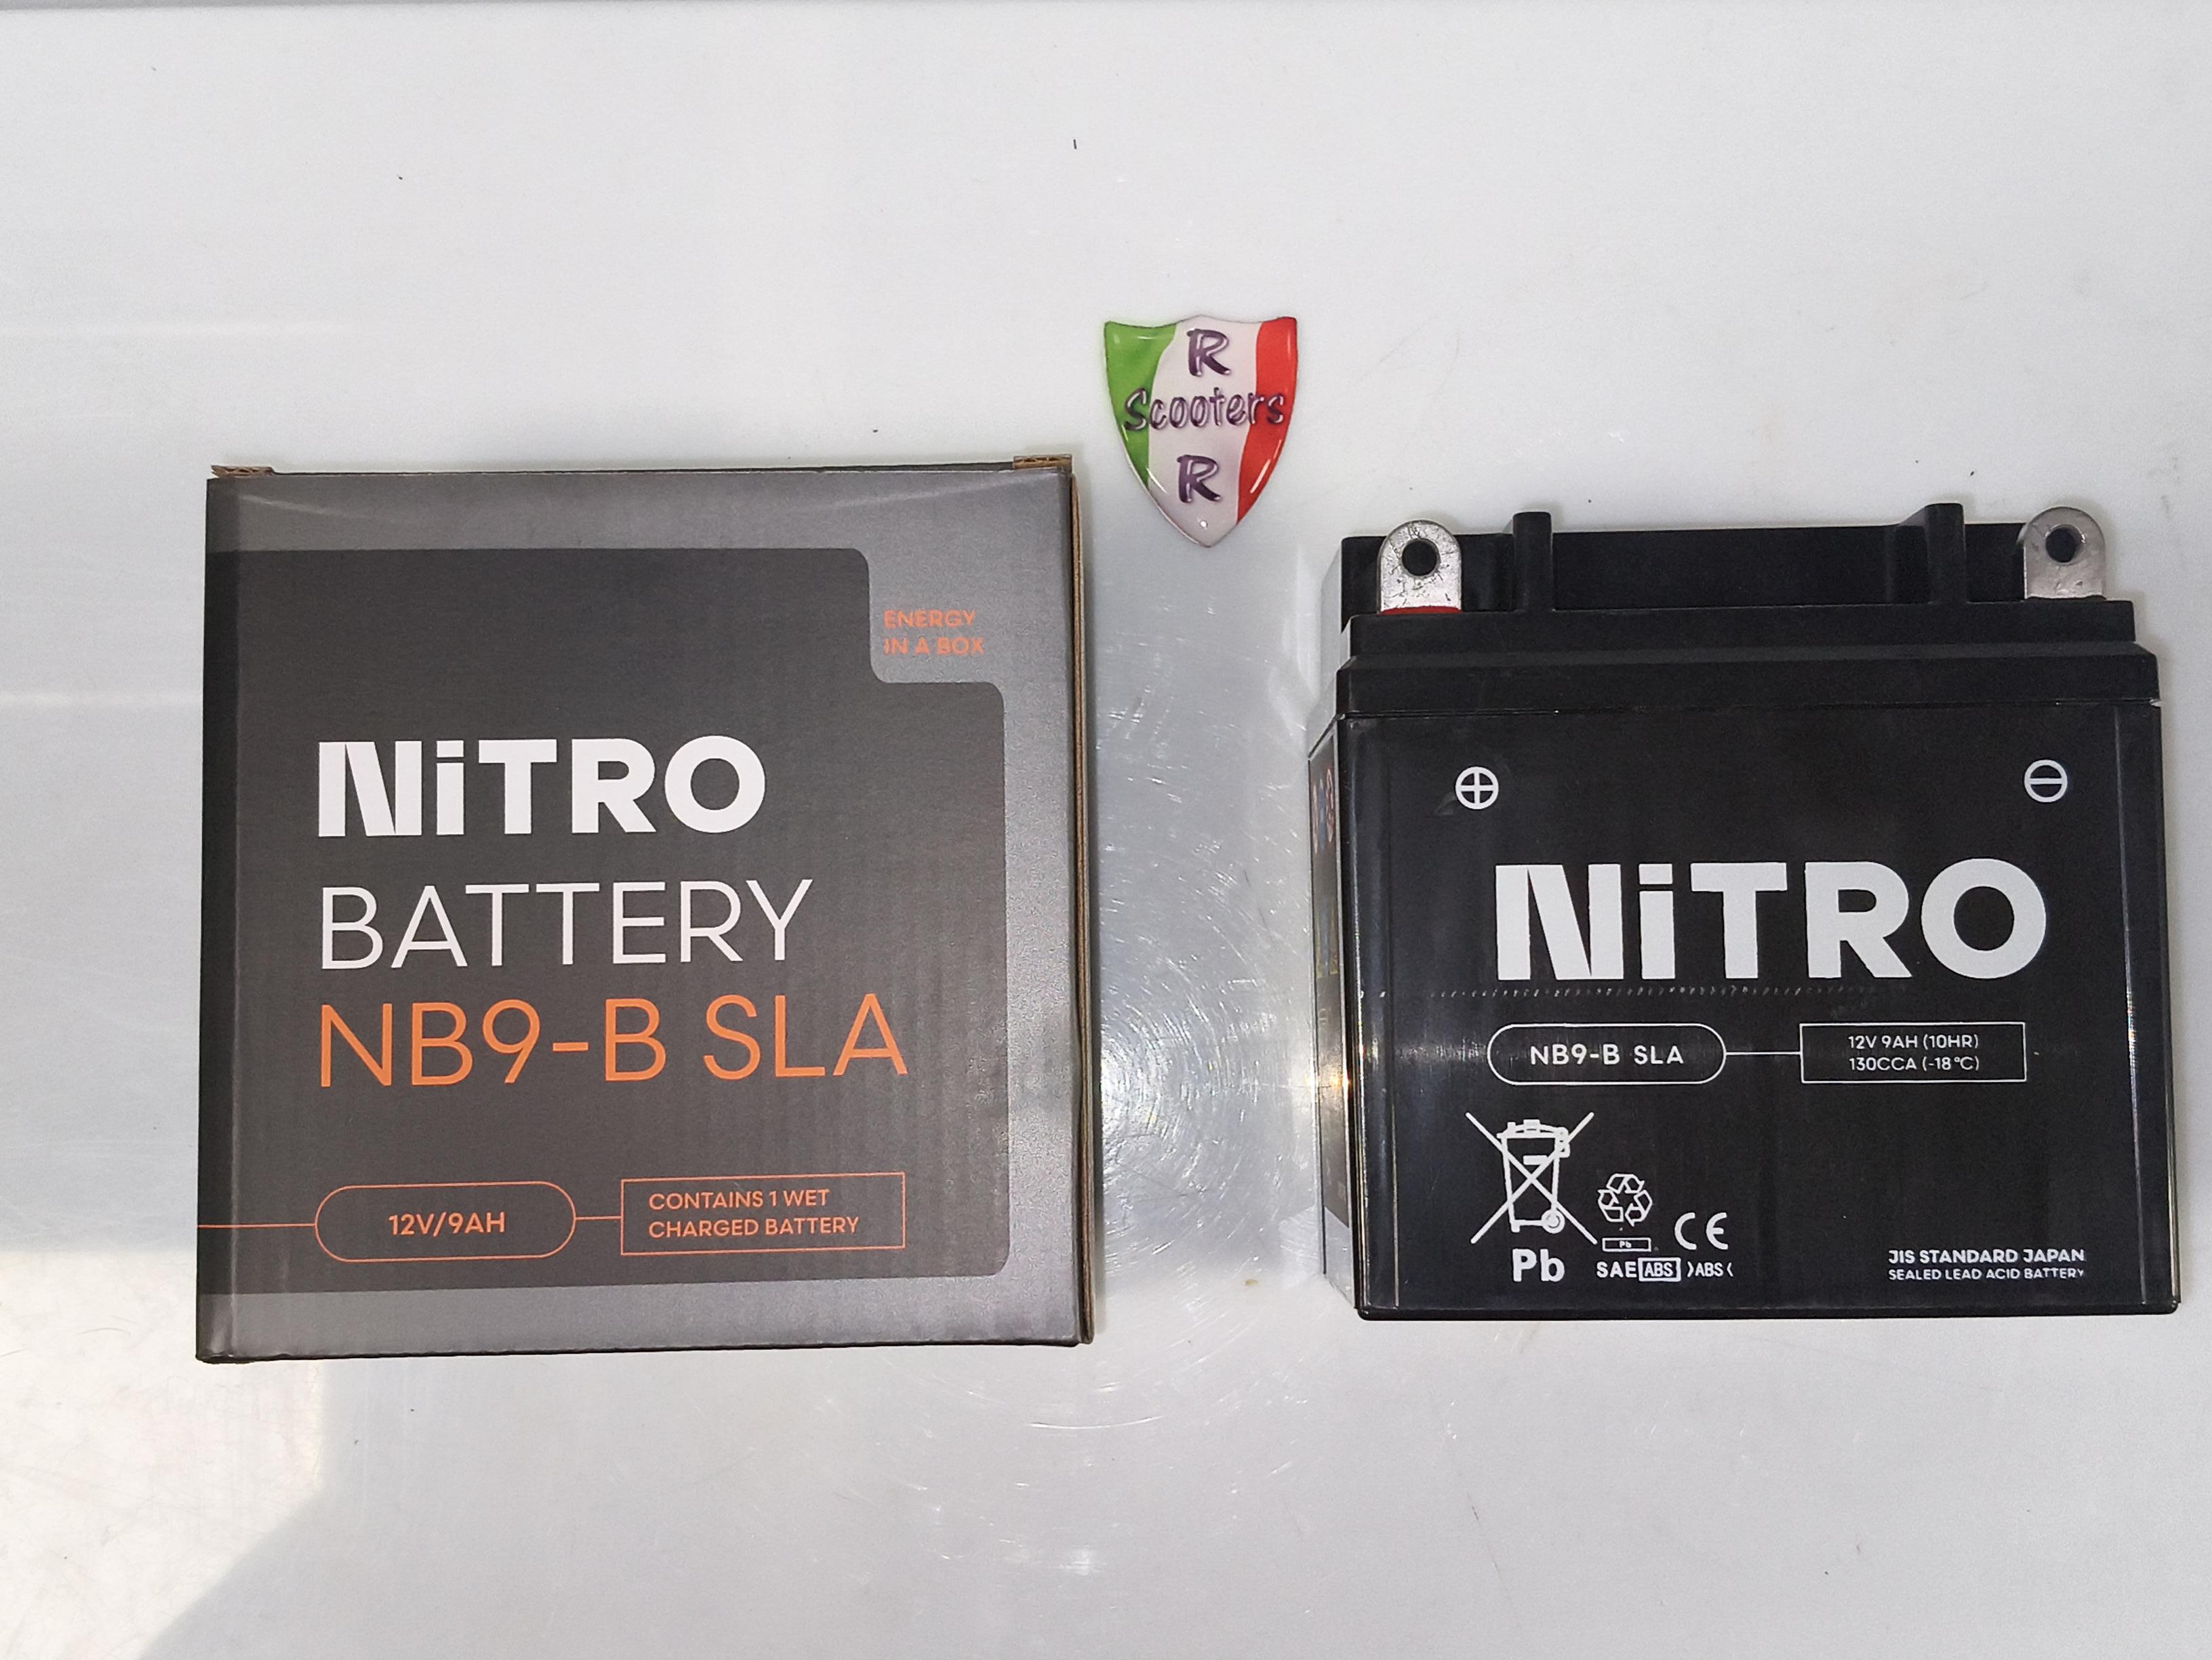 R
Scooters
R
ENERGY
IN A BOX
NiTRO
BATTERY
NB9-B SLA
12V/9AH
CONTAINS 1 WET
CHARGED BATTERY
NiTRO
NB9-B SLA
12V 9AH (10HR)
130CCA (-18°C)
Pb
Pb
CE
SAE ABS >ABS<
JIS STANDARD JAPAN
SEALED LEAD ACID BATTERY